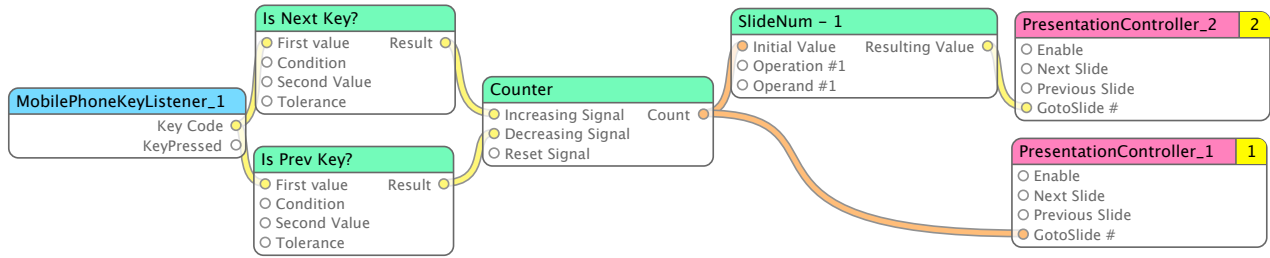 MobilePhoneKeyListener_1
Key Code
KeyPressed
Is Next Key?
First value Result
Condition
Second Value
Tolerance
Is Prev Key?
First value Result
Condition
Second Value
Tolerance
Counter
Increasing Signal Count
Decreasing Signal
Reset Signal
SlideNum - 1
Initial Value Resulting Value
Operation #1
Operand #1
PresentationController_2 2
Enable
Next Slide
Previous Slide
GotoSlide #
PresentationController_1 1
Enable
Next Slide
Previous Slide
GotoSlide #